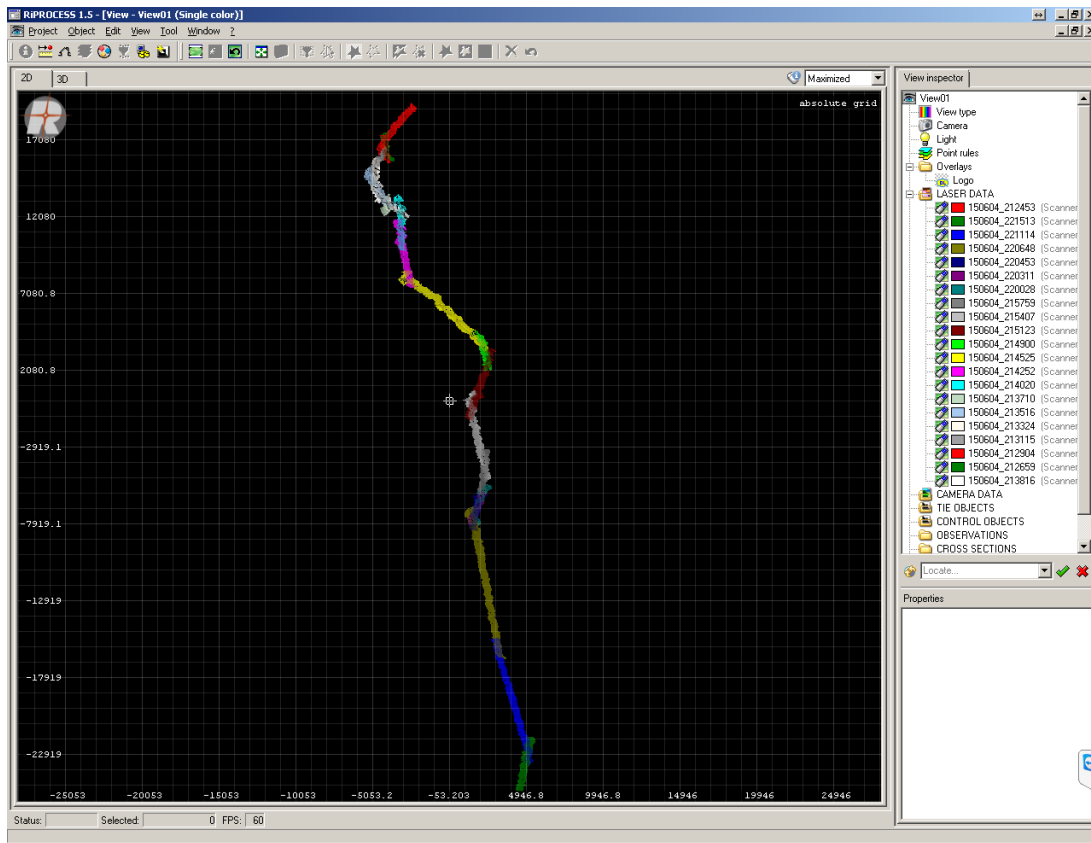 RiPROCESS 1.5 - [View - View01 (Single color)]
Project Object Edit View Tool Window ?
2D 3D Maximized
absolute grid
17080
12080
7080.8
2080.8
-2919.1
-7919.1
-12919
-17919
-22919
-25053 -20053 -15053 -10053 -5053.2 -53.203 4946.8 9946.8 14946 19946 24946
Status: Selected: 0 FPS: 60
View inspector
View01
View type
Camera
Light
Point rules
Overlays
Logo
LASER DATA
150604_212453 (Scanner
150604_221513 (Scanner
150604_221114 (Scanner
150604_220648 (Scanner
150604_220453 (Scanner
150604_220311 (Scanner
150604_220028 (Scanner
150604_215759 (Scanner
150604_215407 (Scanner
150604_215123 (Scanner
150604_214900 (Scanner
150604_214525 (Scanner
150604_214252 (Scanner
150604_214020 (Scanner
150604_213710 (Scanner
150604_213516 (Scanner
150604_213324 (Scanner
150604_213115 (Scanner
150604_212904 (Scanner
150604_212659 (Scanner
150604_213816 (Scanner
CAMERA DATA
TIE OBJECTS
CONTROL OBJECTS
OBSERVATIONS
CROSS SECTIONS
Locate...
Properties